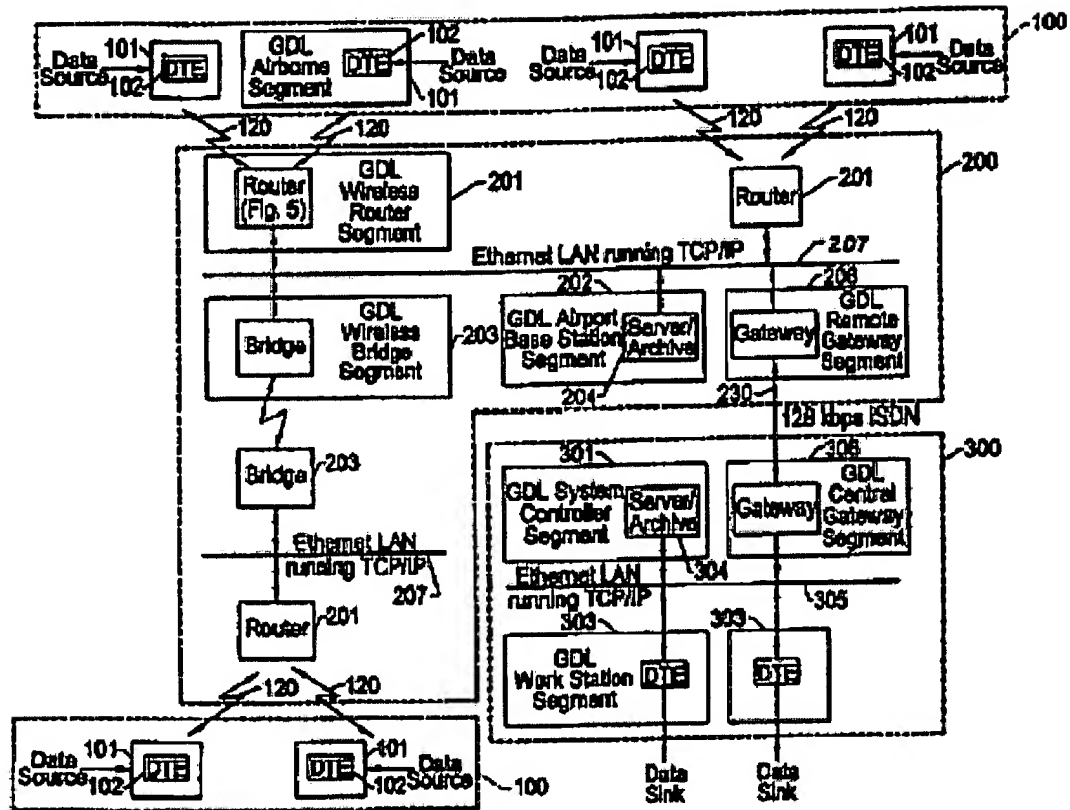 Data Source 101 102 DTE
GDL Airborne Segment DTE 102 101 Data Source
Data Source 101 102 DTE
DTE 101 102 Data Source
100
120 120 120 120
Router (Fig. 5)
GDL Wireless Router Segment
201
Router
201
200
Ethernet LAN running TCP/IP
207
Bridge
GDL Wireless Bridge Segment
203
202
GDL Airport Base Station Segment
Server/Archive
204
Gateway
GDL Remote Gateway Segment
230
128 kbps ISDN
Bridge
203
Ethernet LAN running TCP/IP
207
Router
201
120 120
301
GDL System Controller Segment
Server/Archive
304
Gateway
GDL Central Gateway Segment
300
Ethernet LAN running TCP/IP
305
303
GDL Work Station Segment
DTE
303
DTE
Data Sink
Data Sink
Data Source 101 102 DTE
DTE 101 102 Data Source
100